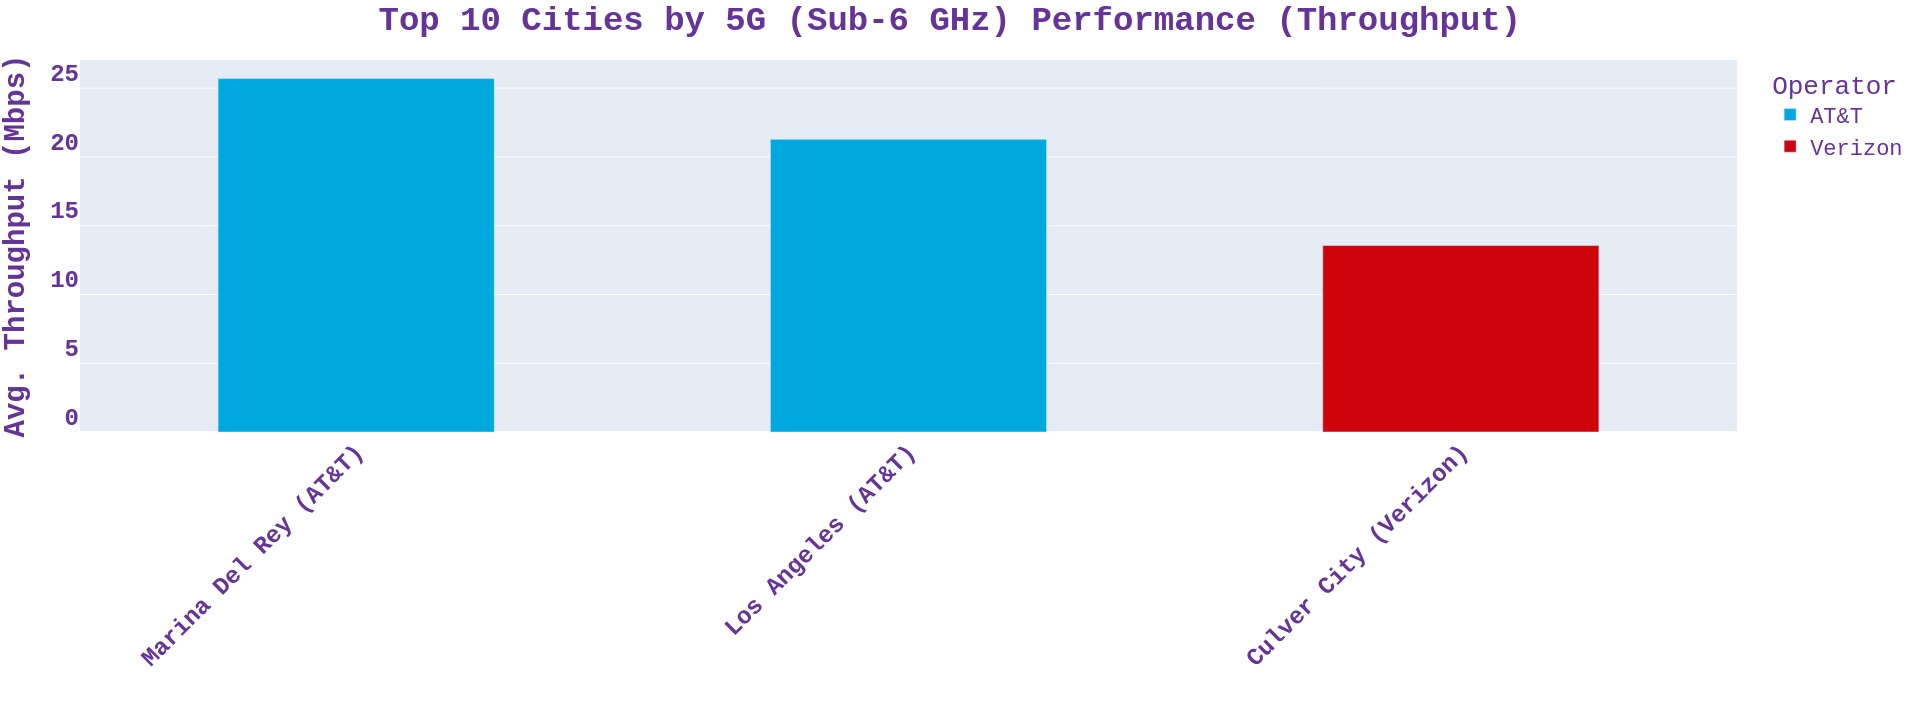 Top 10 Cities by 5G (Sub-6 GHz) Performance (Throughput)
Avg. Throughput (Mbps)
25
20
15
10
5
0
Marina Del Rey (AT&T)
Los Angeles (AT&T)
Culver City (Verizon)
Operator
AT&T
Verizon